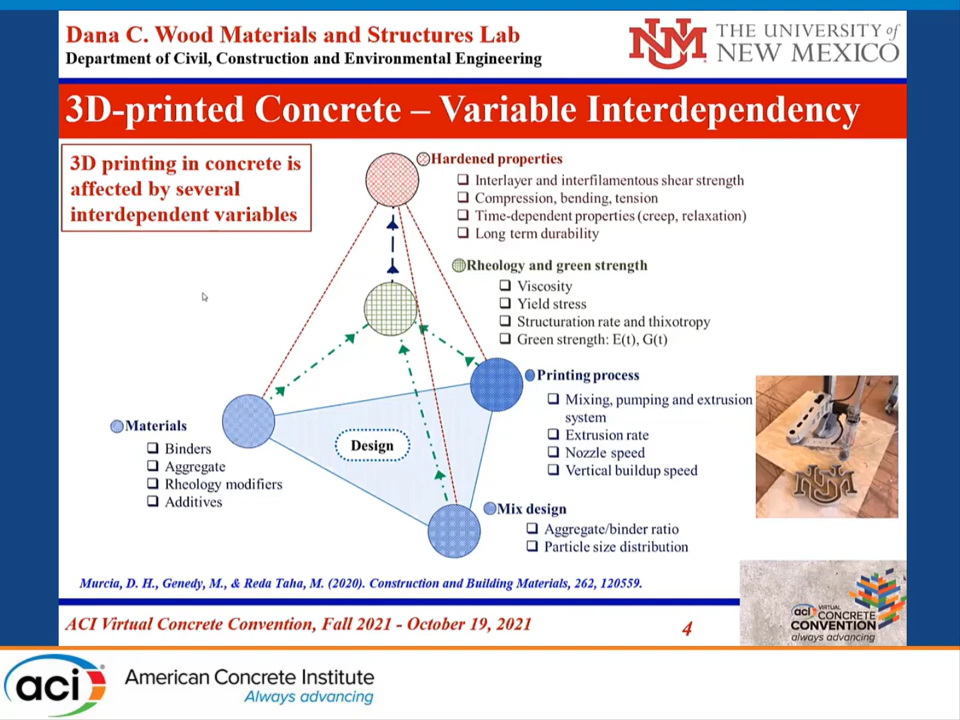 Dana C. Wood Materials and Structures Lab
Department of Civil, Construction and Environmental Engineering
THE UNIVERSITY of
NEW MEXICO
3D-printed Concrete – Variable Interdependency
3D printing in concrete is
affected by several
interdependent variables
Hardened properties
Interlayer and interfilamentous shear strength
Compression, bending, tension
Time-dependent properties (creep, relaxation)
Long term durability
Rheology and green strength
Viscosity
Yield stress
Structuration rate and thixotropy
Green strength: E(t), G(t)
Printing process
Mixing, pumping and extrusion
system
Extrusion rate
Nozzle speed
Vertical buildup speed
Materials
Binders
Aggregate
Rheology modifiers
Additives
Design
Mix design
Aggregate/binder ratio
Particle size distribution
Murcia, D. H., Genedy, M., & Reda Taha, M. (2020). Construction and Building Materials, 262, 120559.
ACI Virtual Concrete Convention, Fall 2021 - October 19, 2021
4
aci VIRTUAL
CONCRETE
CONVENTION
always advancing
aci
American Concrete Institute
Always advancing